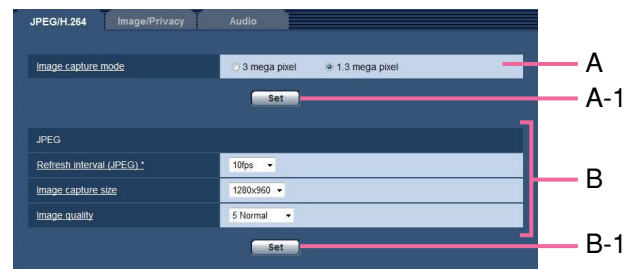 JPEG/H.264 Image/Privacy Audio
Image capture mode 3 mega pixel 1.3 mega pixel A
Set A-1
JPEG
Refresh interval (JPEG) * 10fps
Image capture size 1280x960 B
Image quality 5 Normal
Set B-1